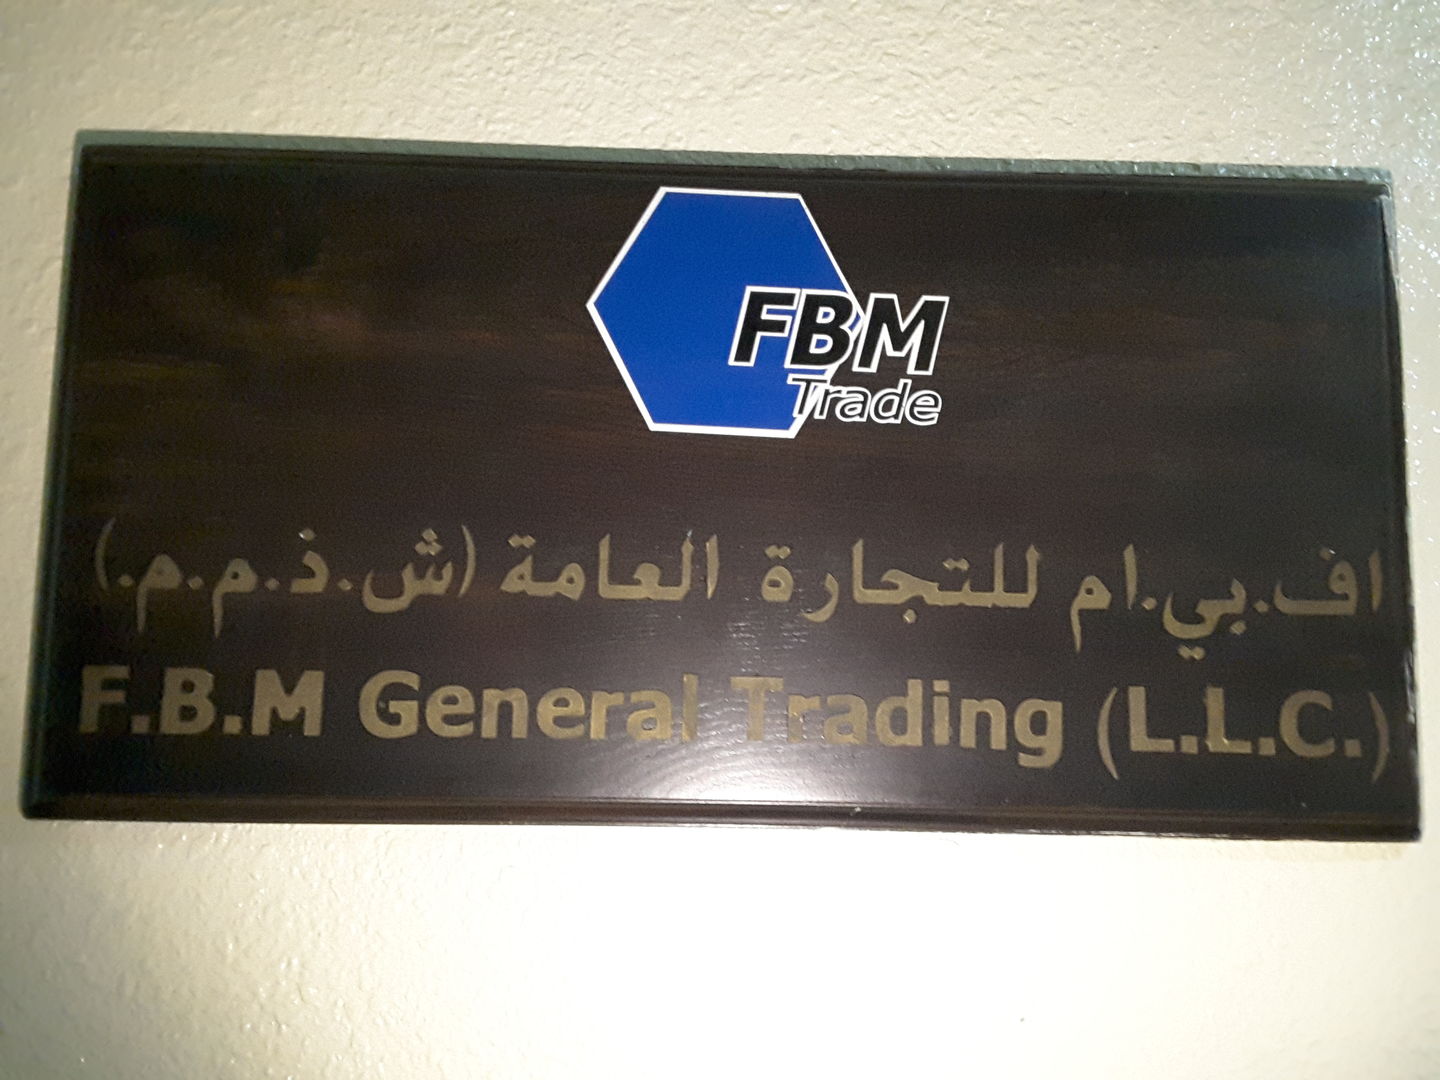 FBM
Trade
اف.بي.ام للتجارة العامة (ش.ذ.م.م.)
F.B.M General Trading (L.L.C.)